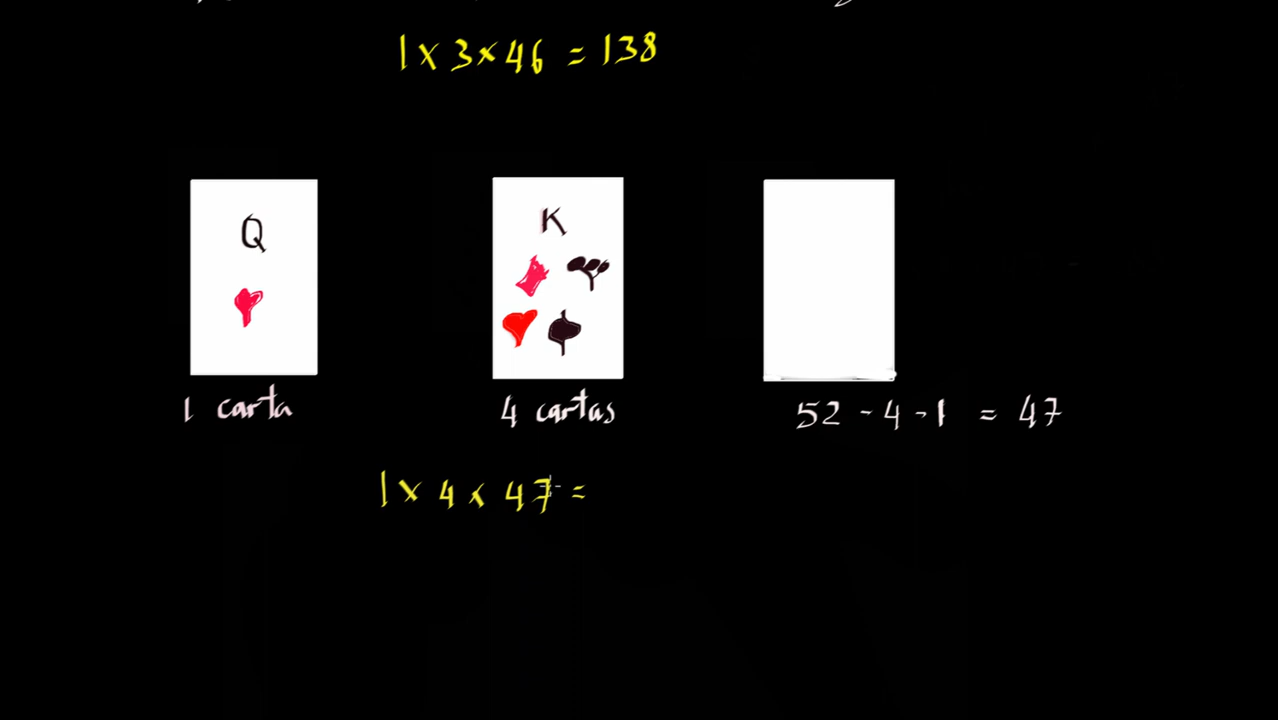 1 x 3 x 46 = 138
Q K
1 carta 4 cartas 52 - 4 - 1 = 47
1 x 4 x 47 =